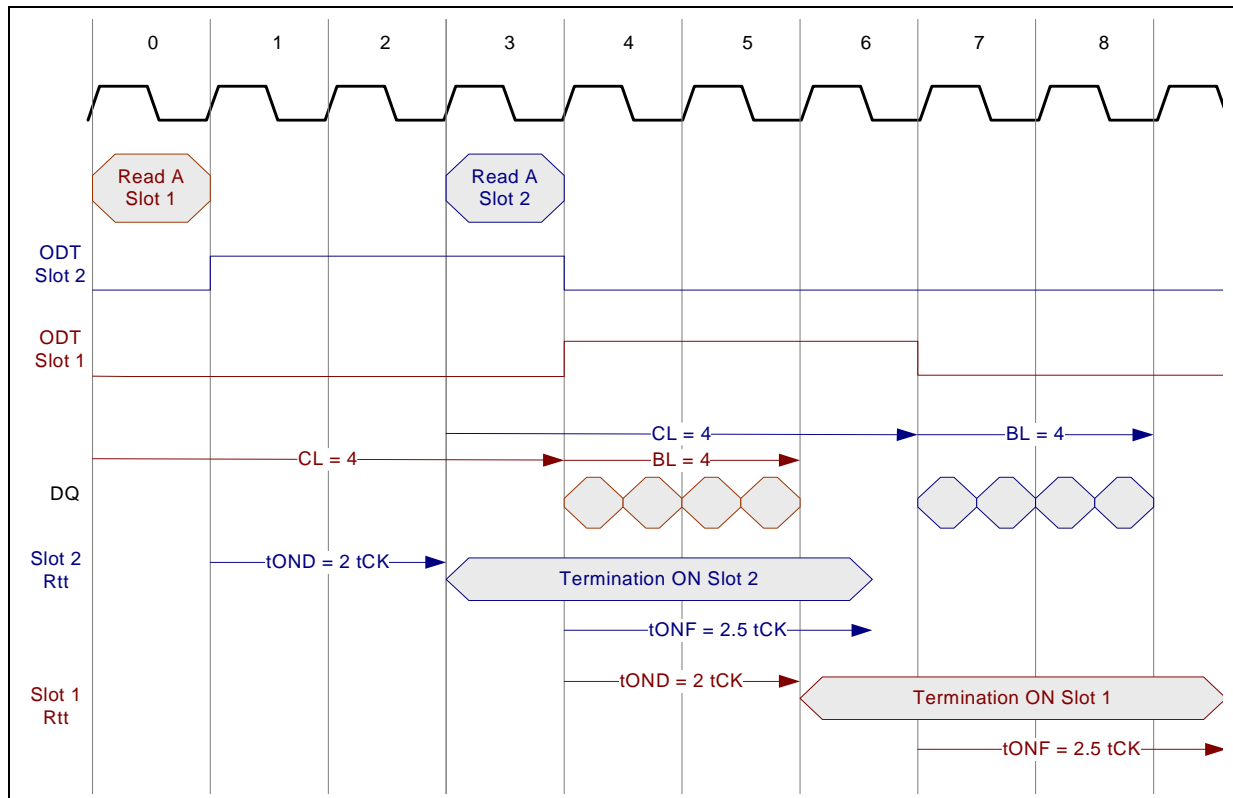 0 1 2 3 4 5 6 7 8
Read A
Slot 1
Read A
Slot 2
ODT
Slot 2
ODT
Slot 1
CL = 4 BL = 4
CL = 4 BL = 4
DQ
Slot 2
Rtt
tOND = 2 tCK
Termination ON Slot 2
tONF = 2.5 tCK
Slot 1
Rtt
tOND = 2 tCK
Termination ON Slot 1
tONF = 2.5 tCK